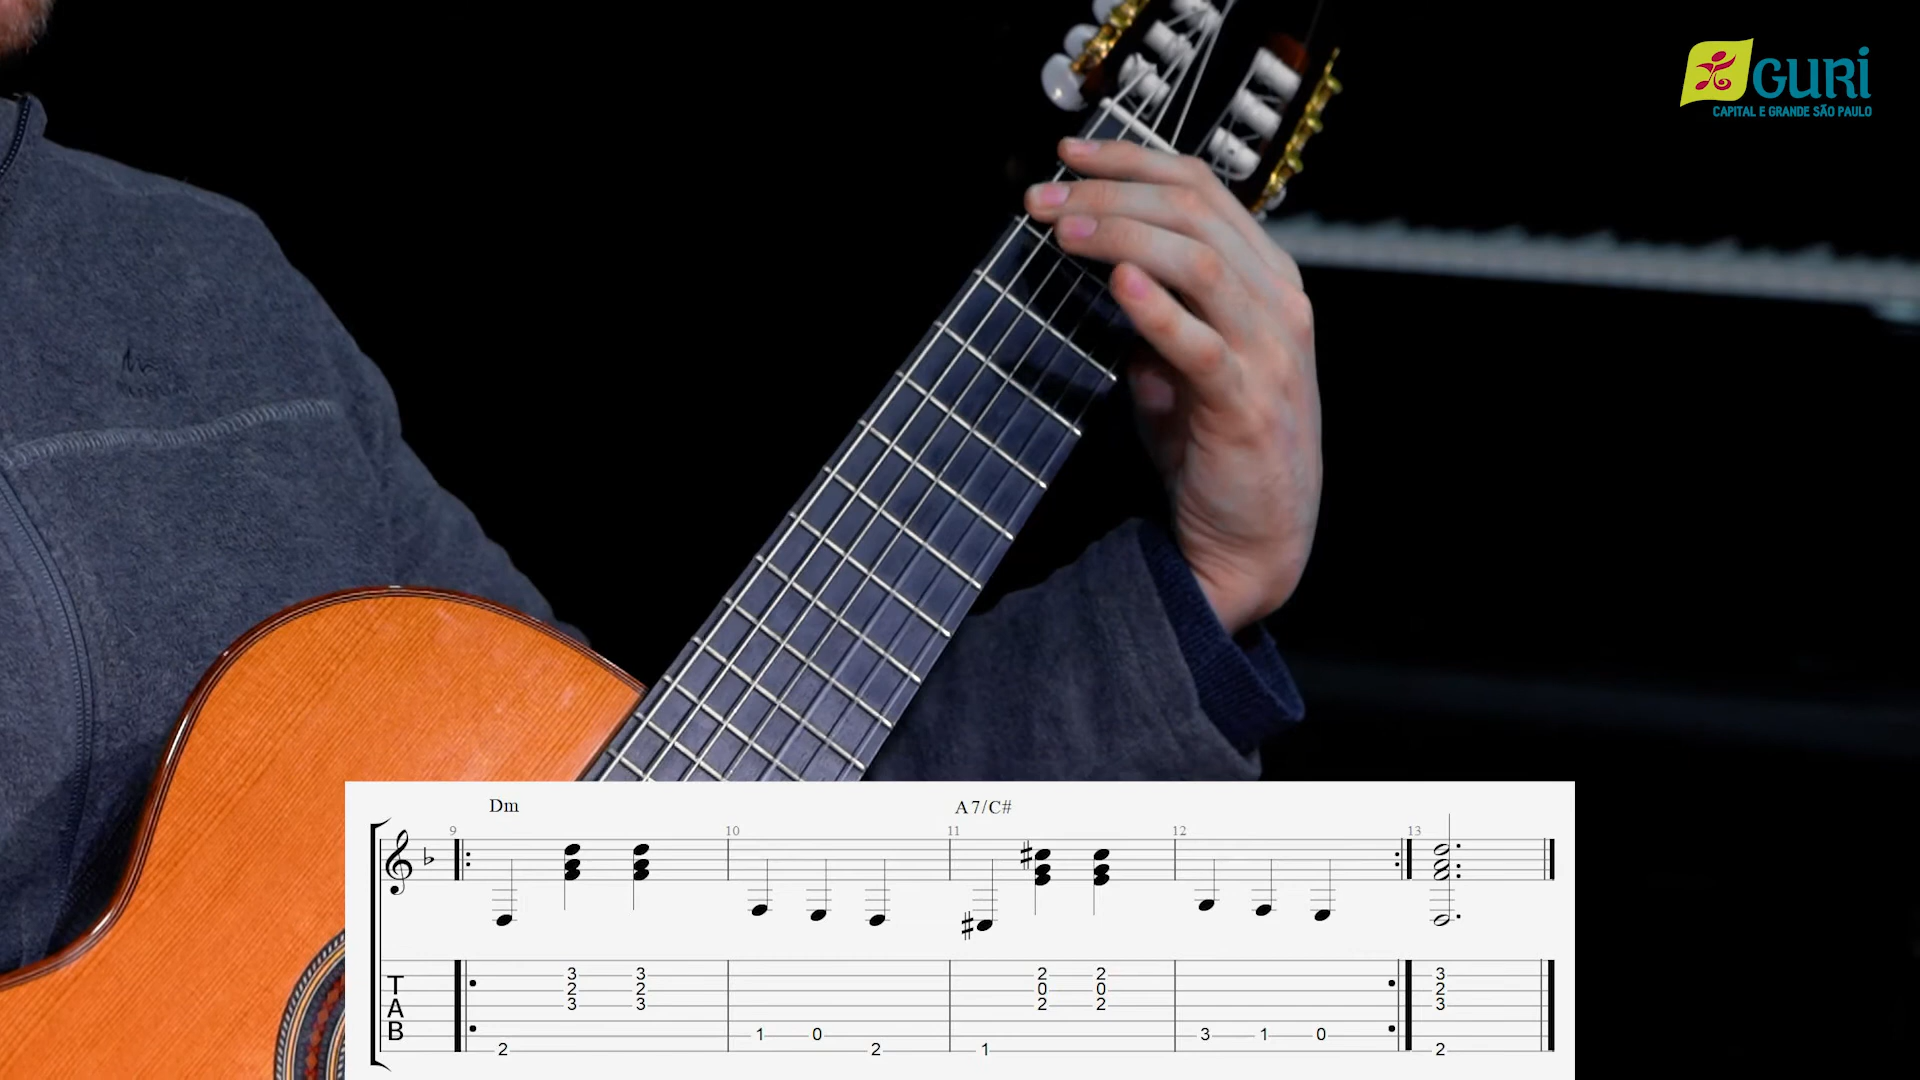 GURI
CAPITAL E GRANDE SÃO PAULO
Dm A7/C#
9 10 11 12 13
T
A
B
3 3 2 2 3
2 2 0 0 2
3 3 2 2 3
1 0 3 1 0
2 2 1 2